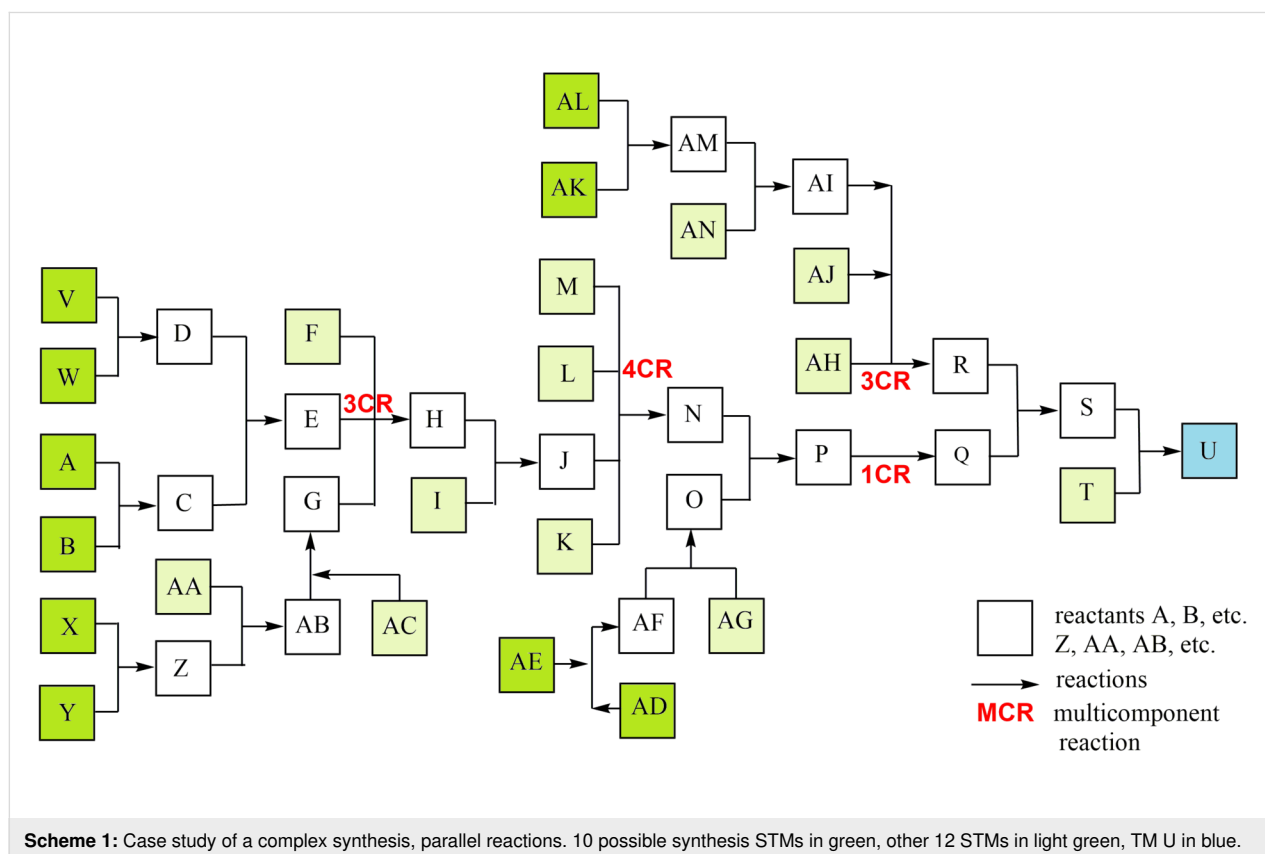 AL
AM
AK
AI
AN
V
M
AJ
D
F
W
L
4CR
AH
R
3CR
S
3CR
E
H
N
U
A
J
P
Q
1CR
C
G
I
O
T
B
K
AA
X
AB
AC
AF
AG
reactants A, B, etc.
Z, AA, AB, etc.
Z
AE
reactions
Y
AD
MCR multicomponent
reaction
Scheme 1: Case study of a complex synthesis, parallel reactions. 10 possible synthesis STMs in green, other 12 STMs in light green, TM U in blue.